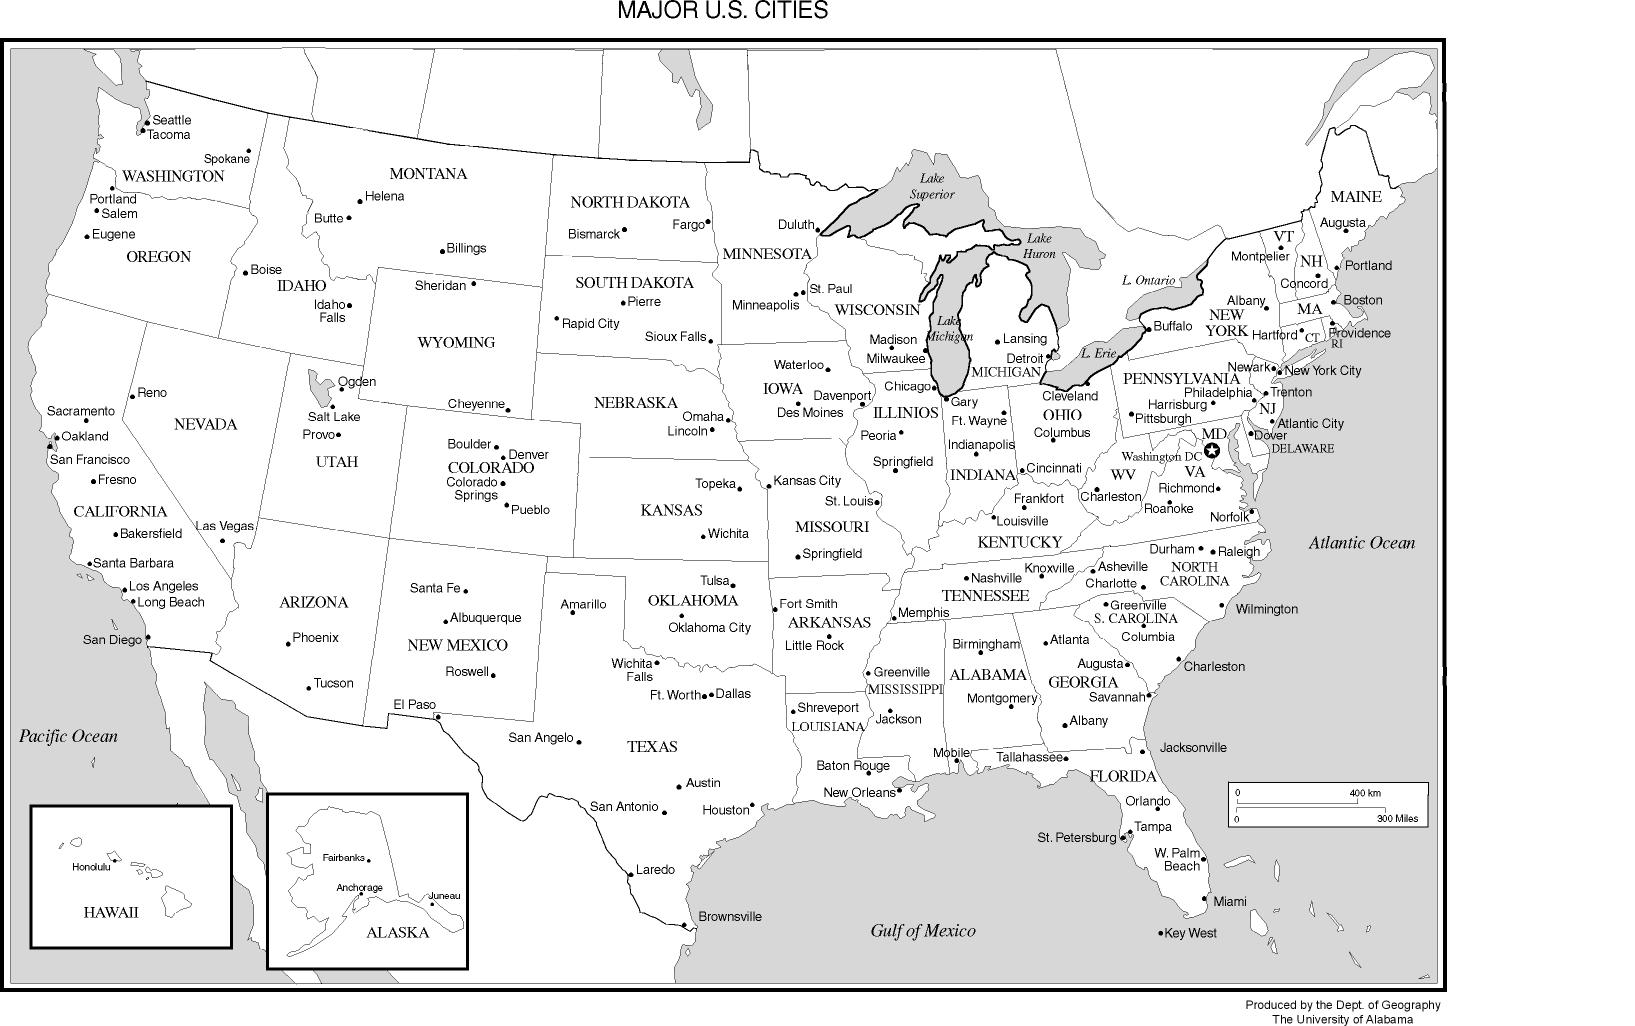 MAJOR U.S. CITIES
Seattle
Tacoma
Spokane
WASHINGTON
Portland
Salem
Eugene
OREGON
MONTANA
Helena
Butte
Billings
Boise
IDAHO
Idaho
Falls
Sheridan
WYOMING
Cheyenne
NORTH DAKOTA
Fargo
Bismarck
SOUTH DAKOTA
Pierre
Rapid City
Sioux Falls
Duluth
MINNESOTA
St. Paul
Minneapolis
WISCONSIN
Madison
Milwaukee
Lake
Superior
Lake
Huron
Lake
Michigan
L. Ontario
L. Erie
Lansing
Detroit
MICHIGAN
MAINE
Augusta
VT
Montpelier
NH
Portland
Concord
Albany
NEW
YORK
MA
Boston
Buffalo
Hartford
CT
Providence
RI
Newark
New York City
PENNSYLVANIA
Philadelphia
Trenton
Harrisburg
Pittsburgh
NJ
Atlantic City
Dover
DELAWARE
MD
Washington DC
Reno
Sacramento
Oakland
San Francisco
Fresno
CALIFORNIA
Bakersfield
Santa Barbara
Los Angeles
Long Beach
San Diego
NEVADA
Las Vegas
Ogden
Salt Lake
Provo
UTAH
Boulder
Denver
COLORADO
Colorado
Springs
Pueblo
NEBRASKA
Omaha
Lincoln
Waterloo
IOWA
Davenport
Des Moines
Chicago
ILLINIOS
Peoria
Springfield
Gary
Ft. Wayne
Indianapolis
INDIANA
Cleveland
OHIO
Columbus
Cincinnati
WV
Charleston
VA
Richmond
Roanoke
Norfolk
Topeka
KANSAS
Wichita
Kansas City
St. Louis
MISSOURI
Springfield
Frankfort
Louisville
KENTUCKY
ARIZONA
Phoenix
Tucson
Santa Fe
Albuquerque
NEW MEXICO
Roswell
El Paso
Amarillo
Tulsa
OKLAHOMA
Oklahoma City
Wichita
Falls
Ft. Worth
Dallas
San Angelo
TEXAS
Austin
San Antonio
Houston
Laredo
Brownsville
Fort Smith
ARKANSAS
Little Rock
Shreveport
LOUISIANA
Baton Rouge
New Orleans
Nashville
Knoxville
TENNESSEE
Memphis
Greenville
MISSISSIPPI
Jackson
Birmingham
ALABAMA
Montgomery
Mobile
Durham
Raleigh
Asheville
NORTH
CAROLINA
Charlotte
Wilmington
Greenville
S. CAROLINA
Columbia
Charleston
Atlanta
Augusta
GEORGIA
Savannah
Albany
Tallahassee
Jacksonville
FLORIDA
Orlando
Tampa
St. Petersburg
W. Palm
Beach
Miami
Key West
Atlantic Ocean
Pacific Ocean
Gulf of Mexico
Honolulu
HAWAII
Fairbanks
Anchorage
Juneau
ALASKA
0 400 km
0 300 Miles
Produced by the Dept. of Geography
The University of Alabama